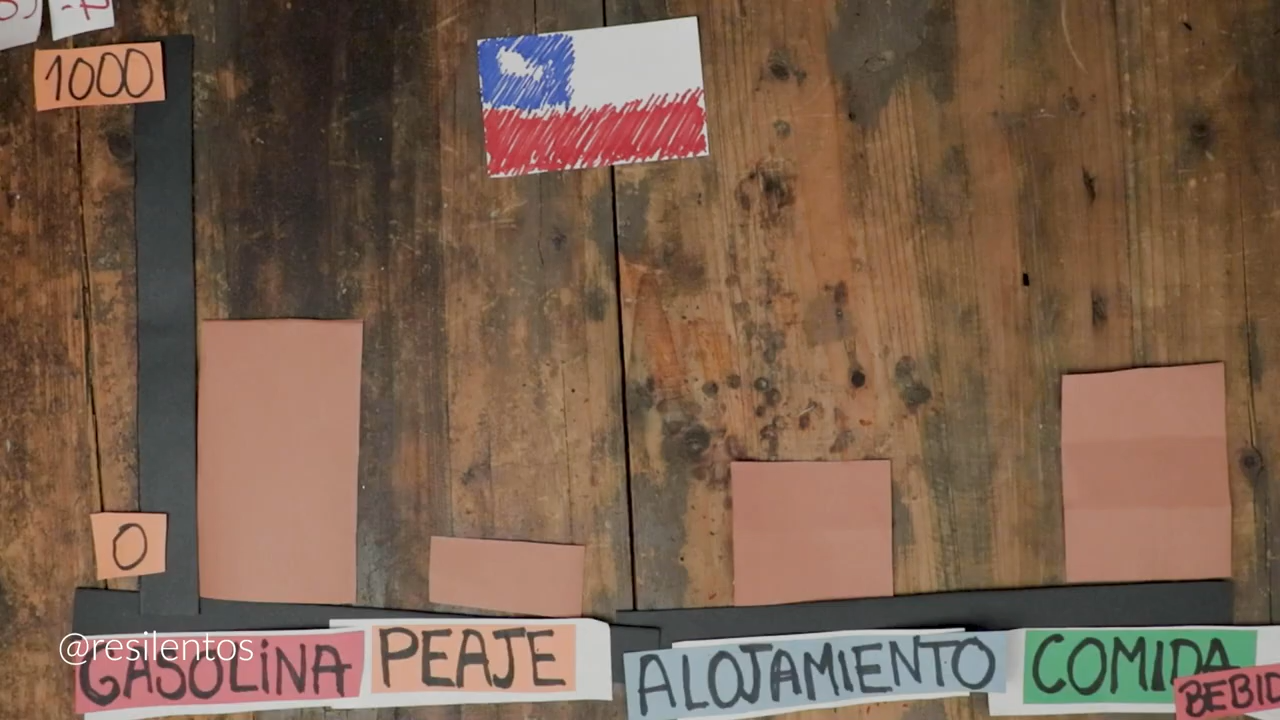 1000
0
@resilentos
GASOLINA
PEAJE
ALOJAMIENTO
COMIDA